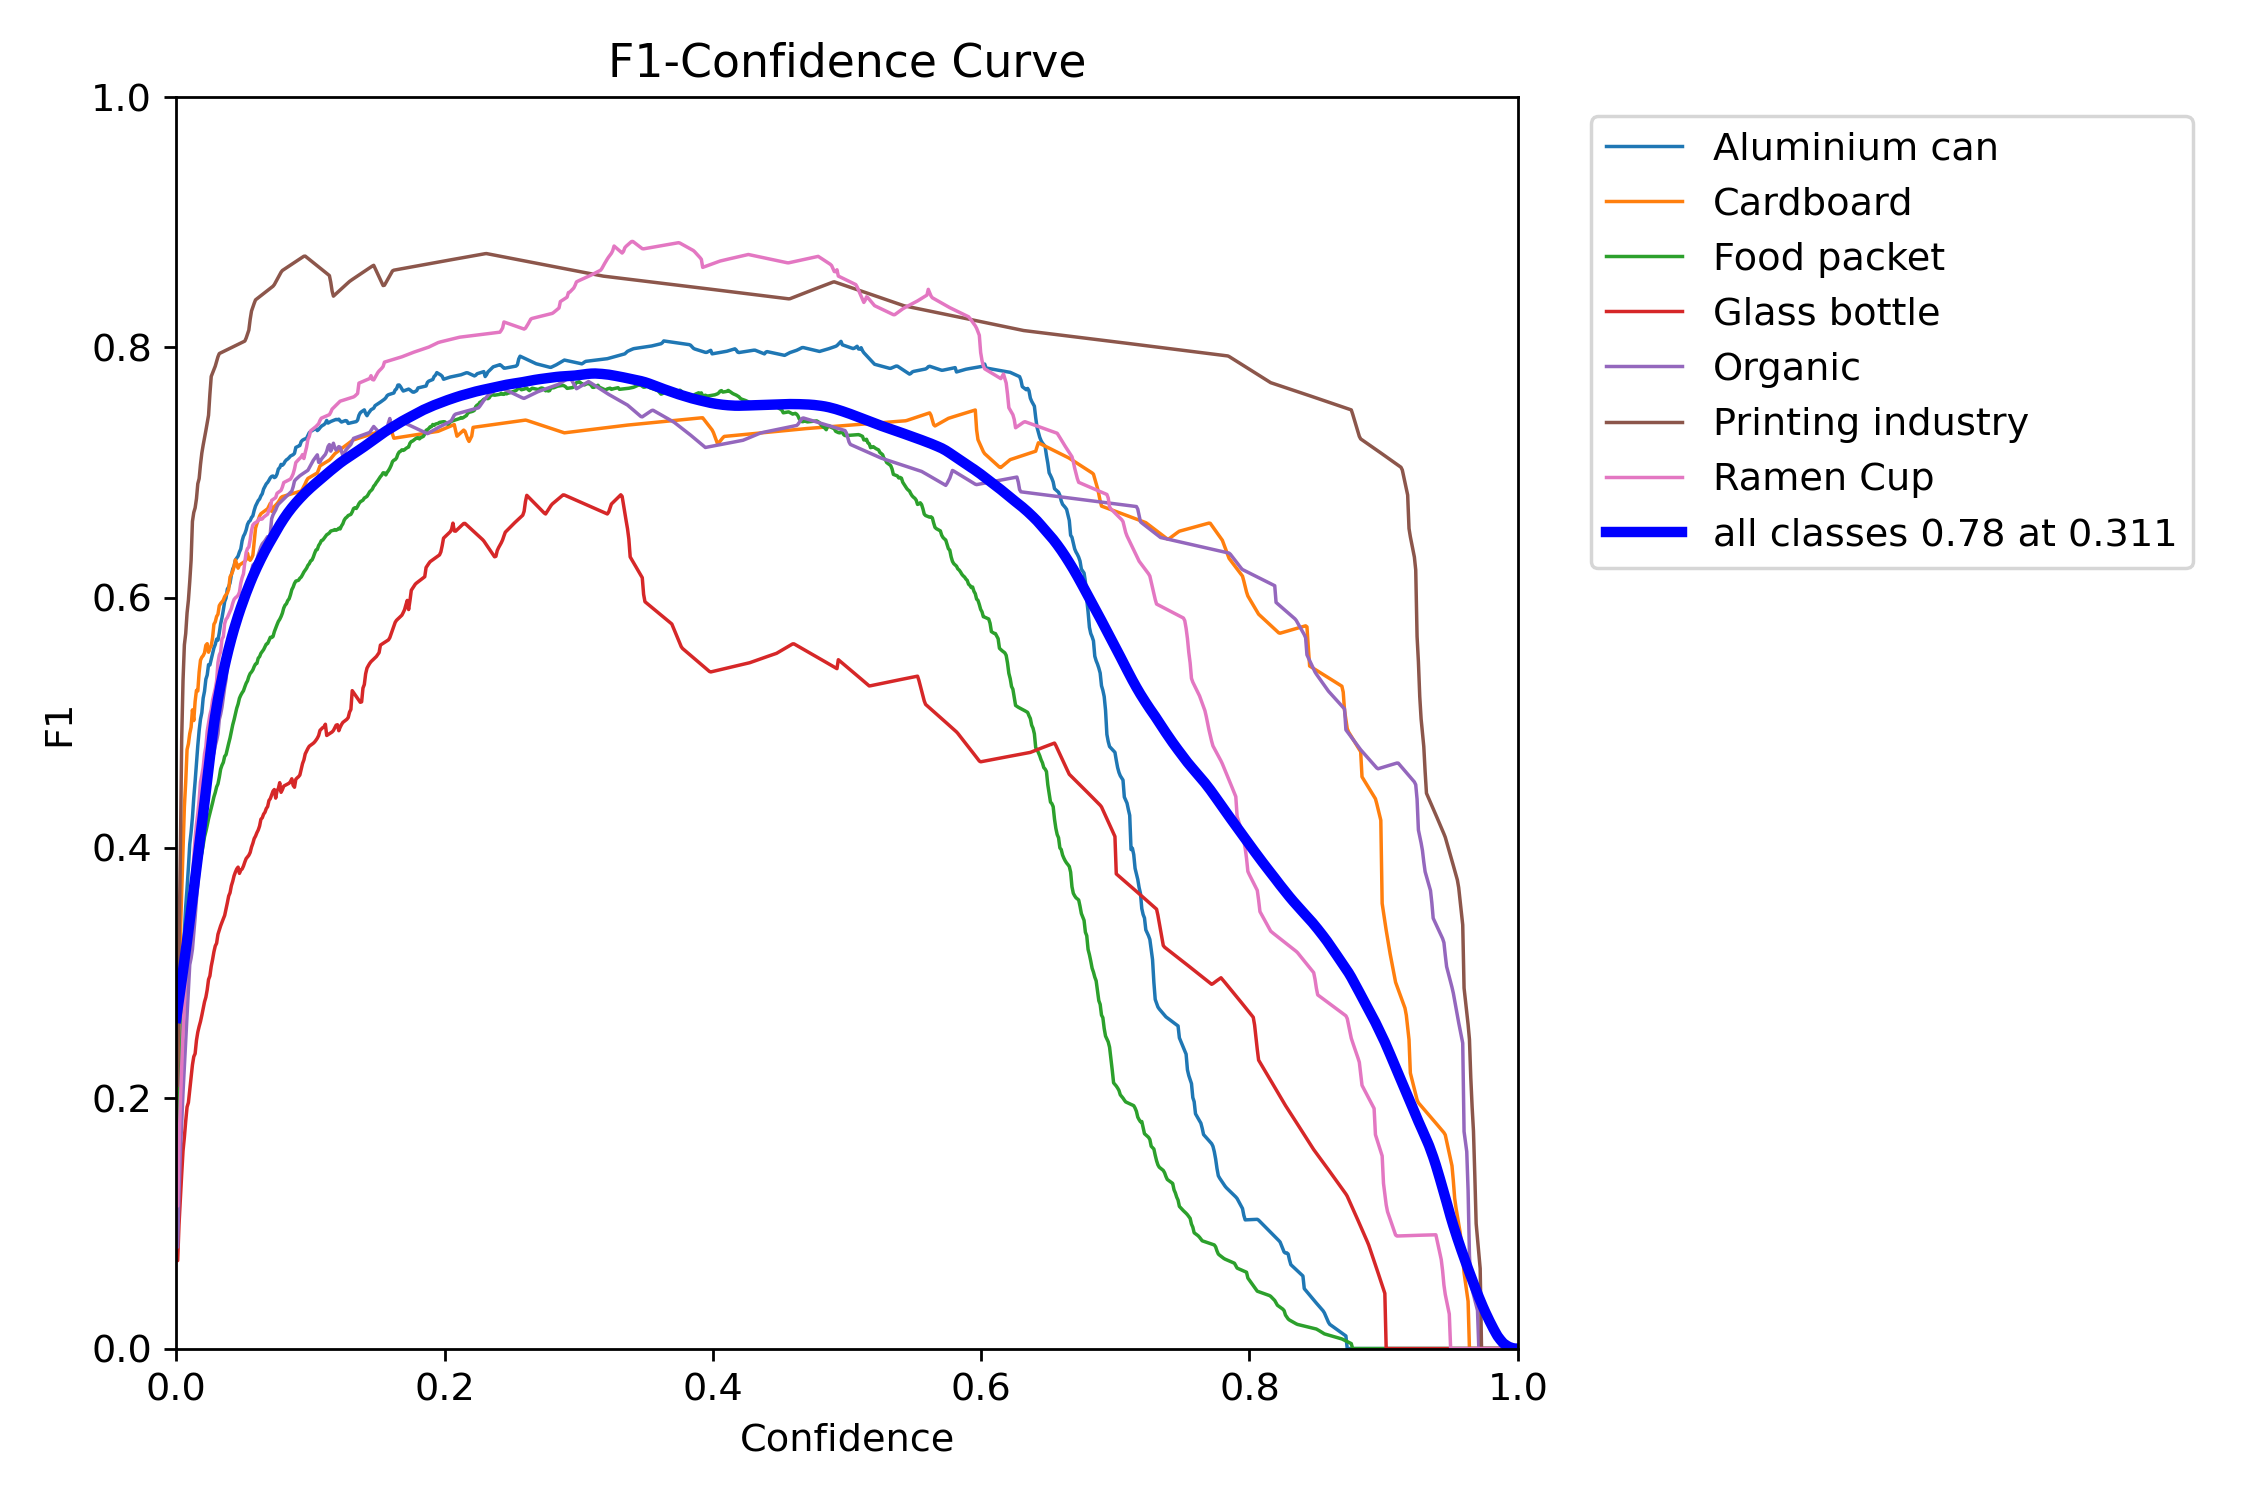 F1-Confidence Curve
1.0
0.8
0.6
0.4
0.2
0.0
F1
0.0 0.2 0.4 0.6 0.8 1.0
Confidence
Aluminium can
Cardboard
Food packet
Glass bottle
Organic
Printing industry
Ramen Cup
all classes 0.78 at 0.311